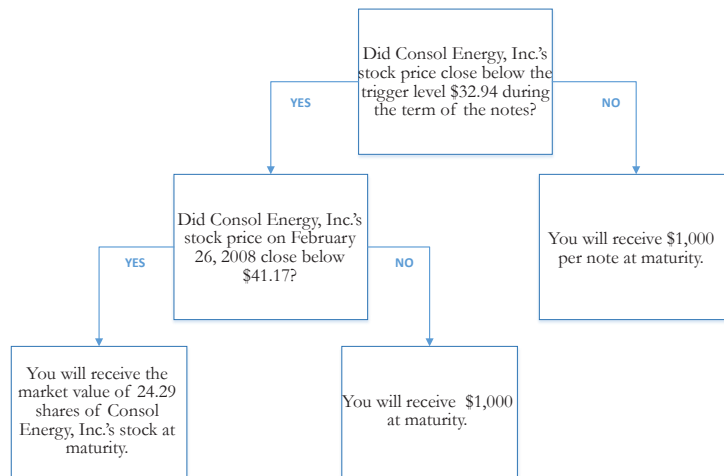 Did Consol Energy, Inc.'s
stock price close below the
trigger level $32.94 during
the term of the notes?
YES
NO
Did Consol Energy, Inc.'s
stock price on February
26, 2008 close below
$41.17?
You will receive $1,000
per note at maturity.
YES
NO
You will receive the
market value of 24.29
shares of Consol
Energy, Inc.'s stock at
maturity.
You will receive $1,000
at maturity.